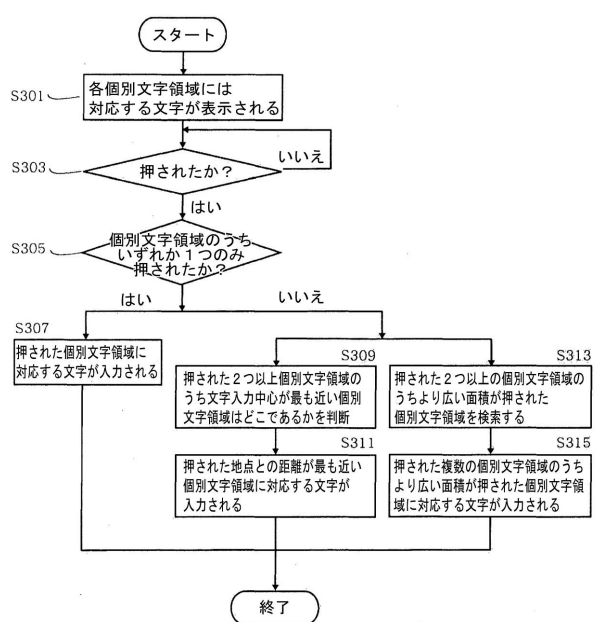 スタート
S301
各個別文字領域には
対応する文字が表示される
S303
押されたか？
いいえ
はい
S305
個別文字領域のうち
いずれか１つのみ
押されたか？
はい
いいえ
S307
押された個別文字領域に
対応する文字が入力される
S309
押された２つ以上個別文字領域の
うち文字入力中心が最も近い個別
文字領域はどこであるかを判断
S311
押された地点との距離が最も近い
個別文字領域に対応する文字が
入力される
S313
押された２つ以上の個別文字領域の
うちより広い面積が押された
個別文字領域を検索する
S315
押された複数の個別文字領域のうち
より広い面積が押された個別文字領
域に対応する文字が入力される
終了